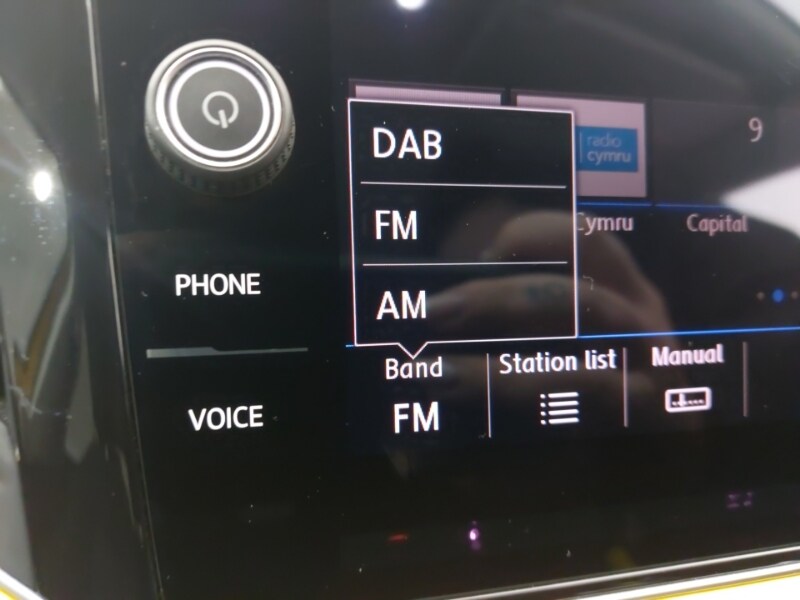 DAB
FM
AM
9
radio
cymru
Cymru
Capital
PHONE
VOICE
Band
FM
Station list
Manual